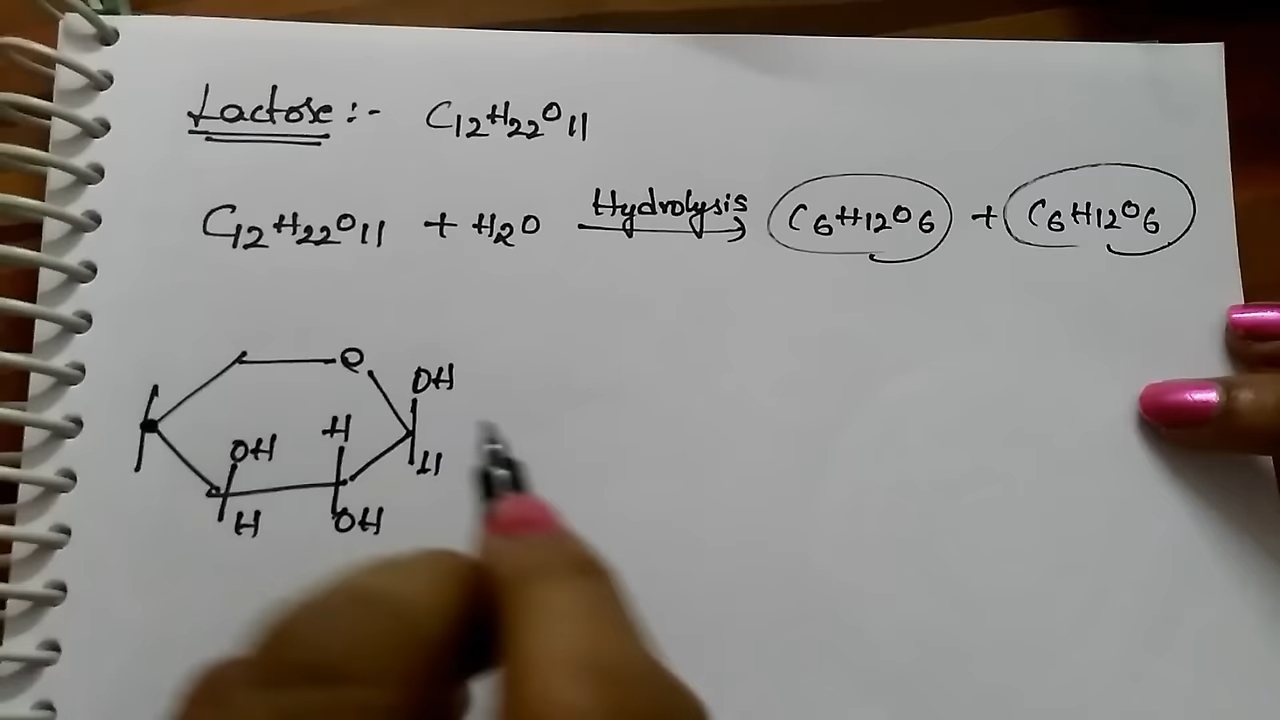 Lactose :- C12H22O11
C12H22O11 + H2O Hydrolysis → C6H12O6 + C6H12O6
O
OH
H
OH
H
H
OH